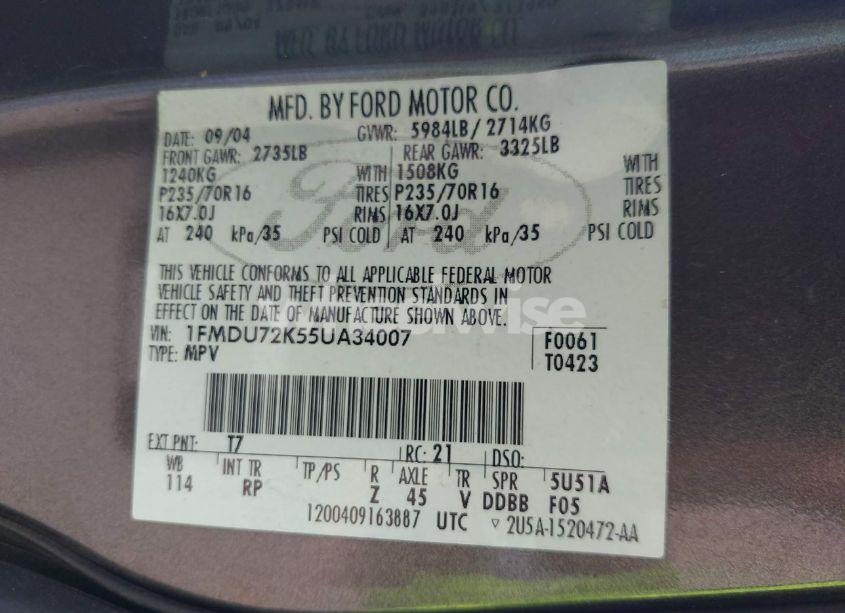 MFD. BY FORD MOTOR CO.
DATE: 09/04 GVWR: 5984LB/ 2714KG
FRONT GAWR: 2735LB REAR GAWR: 3325LB
1240KG WITH 1508KG WITH
P235/70R16 TIRES P235/70R16 TIRES
16X7.0J RIMS 16X7.0J RIMS
AT 240 kPa/35 PSI COLD AT 240 kPa/35 PSI COLD
Ford
THIS VEHICLE CONFORMS TO ALL APPLICABLE FEDERAL MOTOR
VEHICLE SAFETY AND THEFT PREVENTION STANDARDS IN
EFFECT ON THE DATE OF MANUFACTURE SHOWN ABOVE.
VIN: 1FMDU72K55UA34007 F0061
TYPE: MPV T0423
EXT PNT: T7 RC: 21 DSO:
WB INT TR TP/PS R AXLE TR SPR 5U51A
114 RP Z 45 V DDBB F05
1200409163887 UTC ▽ 2U5A-1520472-AA